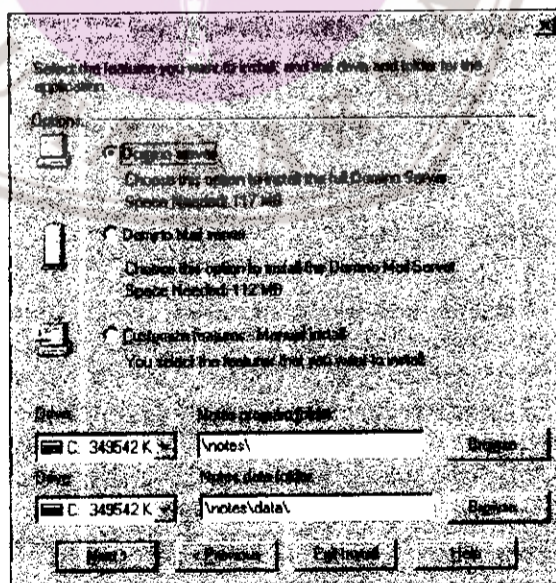 Select the features you want to install, and the drive and folder for the
application.
Options:
Domino server
Choose this option to install the full Domino Server.
Space Needed: 117 MB
Domino Mail server
Choose this option to install the Domino Mail Server
Space Needed: 112 MB
Customize features - Manual install
You select the features that you want to install.
Drive:
Notes program folder
C: 349542 K
\notes\
Browse...
Drive:
Notes data folder
C: 349542 K
\notes\data\
Browse...
Next >
< Previous
Exit Install
Help